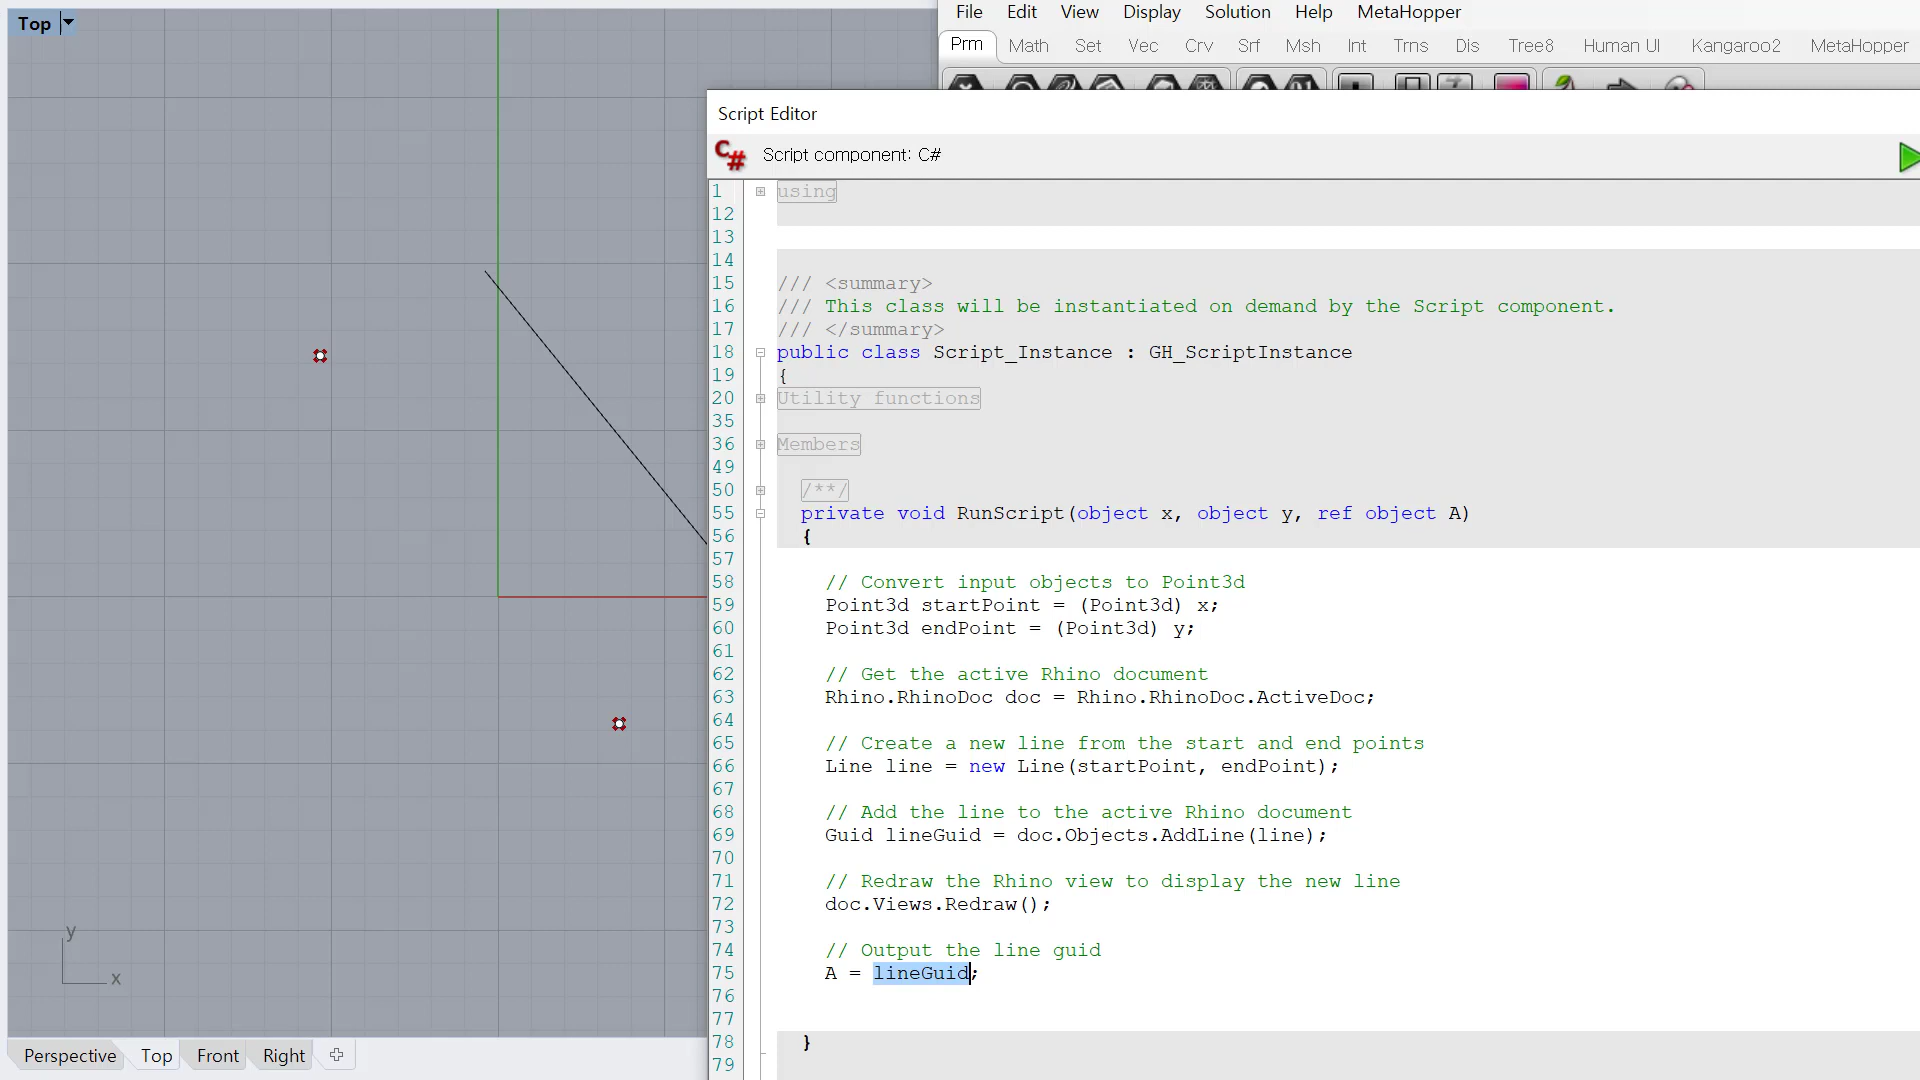 Top
File Edit View Display Solution Help MetaHopper
Prm Math Set Vec Crv Srf Msh Int Trns Dis Tree8 Human UI Kangaroo2 MetaHopper
Script Editor
C# Script component: C#
1 using
12
13
14
15 /// <summary>
16 /// This class will be instantiated on demand by the Script component.
17 /// </summary>
18 public class Script_Instance : GH_ScriptInstance
19 {
20 Utility functions
35
36 Members
49
50 /**/
55 private void RunScript(object x, object y, ref object A)
56 {
57
58 // Convert input objects to Point3d
59 Point3d startPoint = (Point3d) x;
60 Point3d endPoint = (Point3d) y;
61
62 // Get the active Rhino document
63 Rhino.RhinoDoc doc = Rhino.RhinoDoc.ActiveDoc;
64
65 // Create a new line from the start and end points
66 Line line = new Line(startPoint, endPoint);
67
68 // Add the line to the active Rhino document
69 Guid lineGuid = doc.Objects.AddLine(line);
70
71 // Redraw the Rhino view to display the new line
72 doc.Views.Redraw();
73
74 // Output the line guid
75 A = lineGuid;
76
77
78 }
79
y
x
Perspective Top Front Right